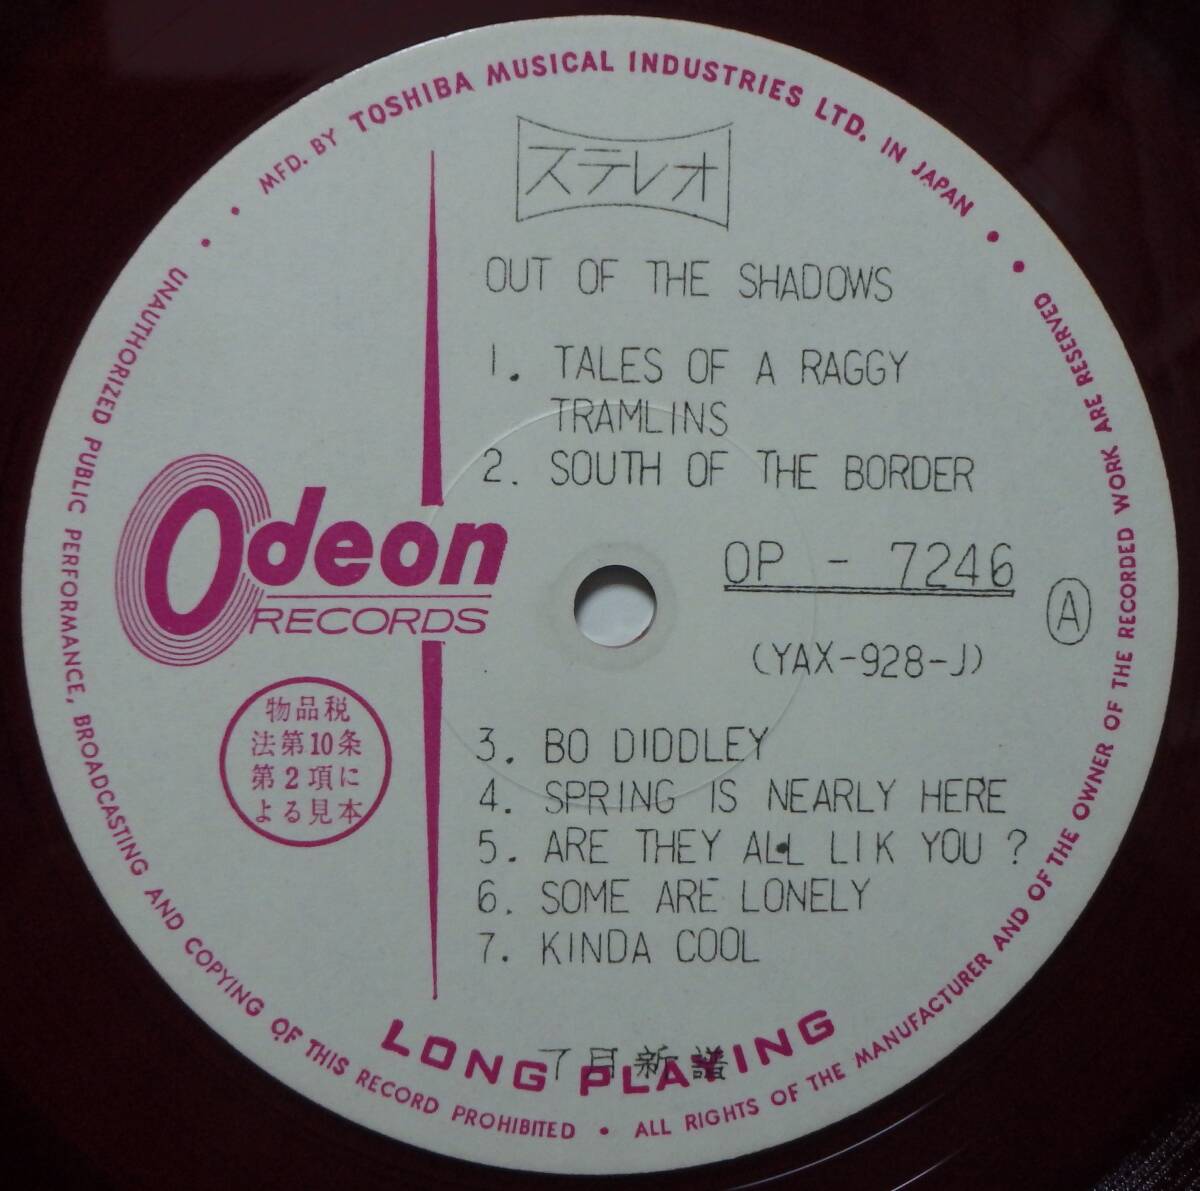 MFD. BY TOSHIBA MUSICAL INDUSTRIES LTD. IN JAPAN
ステレオ
OUT OF THE SHADOWS
1. TALES OF A RAGGY
TRAMLINS
2. SOUTH OF THE BORDER
Odeon
RECORDS
OP - 7246
A
(YAX-928-J)
物品税
法第10条
第2項に
よる見本
3. BO DIDDLEY
4. SPRING IS NEARLY HERE
5. ARE THEY ALL LIK YOU ?
6. SOME ARE LONELY
7. KINDA COOL
LONG PLAYING
7月新譜
UNAUTHORIZED PUBLIC PERFORMANCE, BROADCASTING AND COPYING OF THIS RECORD PROHIBITED • ALL RIGHTS OF THE MANUFACTURER AND OF THE OWNER OF THE RECORDED WORK ARE RESERVED